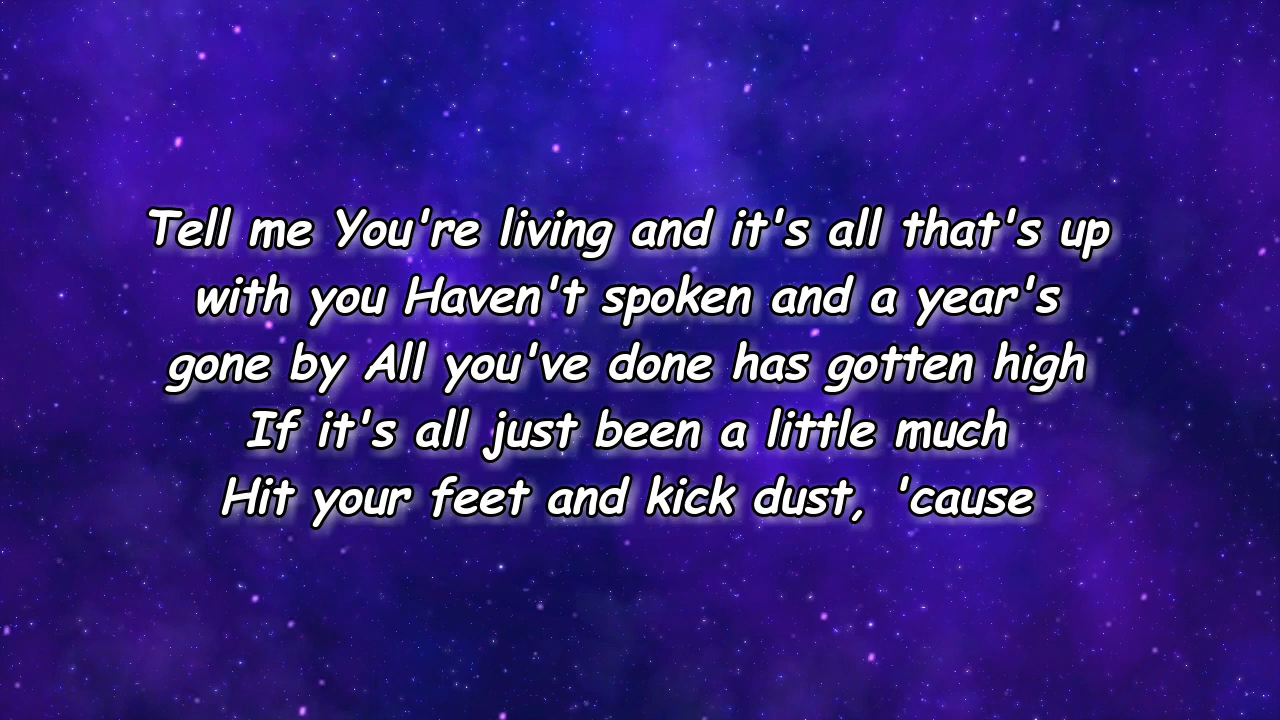 Tell me You're living and it's all that's up
with you Haven't spoken and a year's
gone by All you've done has gotten high
If it's all just been a little much
Hit your feet and kick dust, 'cause